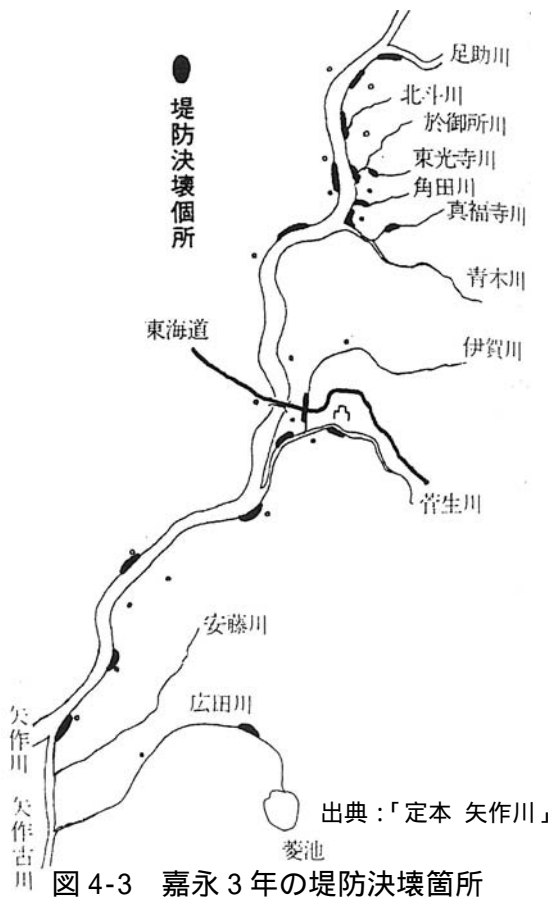 足助川
北斗川
於御所川
東光寺川
角田川
真福寺川
青木川
堤防決壊個所
東海道
伊賀川
菅生川
安藤川
広田川
矢作川
矢作古川
菱池
出典:「定本 矢作川」
図 4-3 嘉永 3 年の堤防決壊箇所